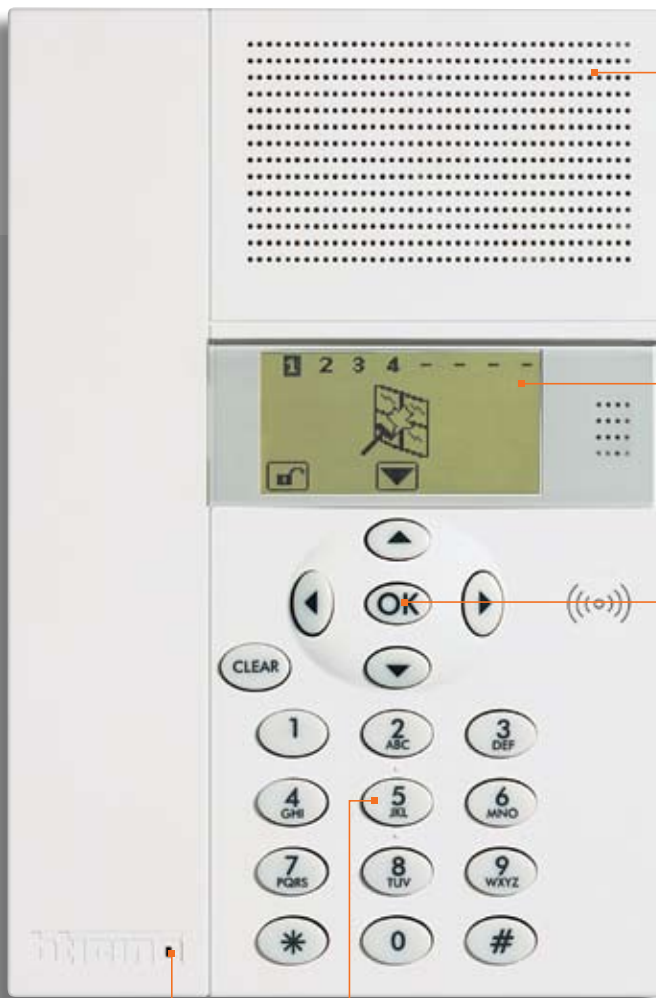 1 2 3 4 - - - -
OK
CLEAR
1 2 ABC 3 DEF
4 GHI 5 JKL 6 MNO
7 PQRS 8 TUV 9 WXYZ
* 0 #
bticino